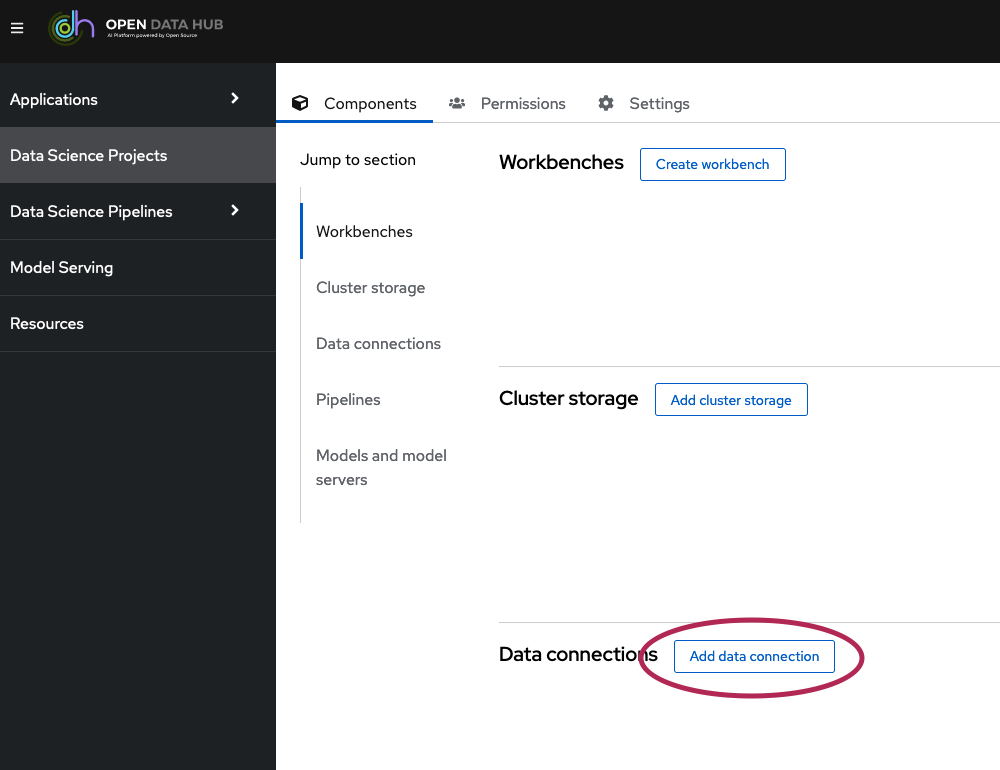 OPEN DATA HUB
AI Platform powered by Open Source
Applications
Data Science Projects
Data Science Pipelines
Model Serving
Resources
Components
Permissions
Settings
Jump to section
Workbenches
Cluster storage
Data connections
Pipelines
Models and model
servers
Workbenches
Create workbench
Cluster storage
Add cluster storage
Data connections
Add data connection